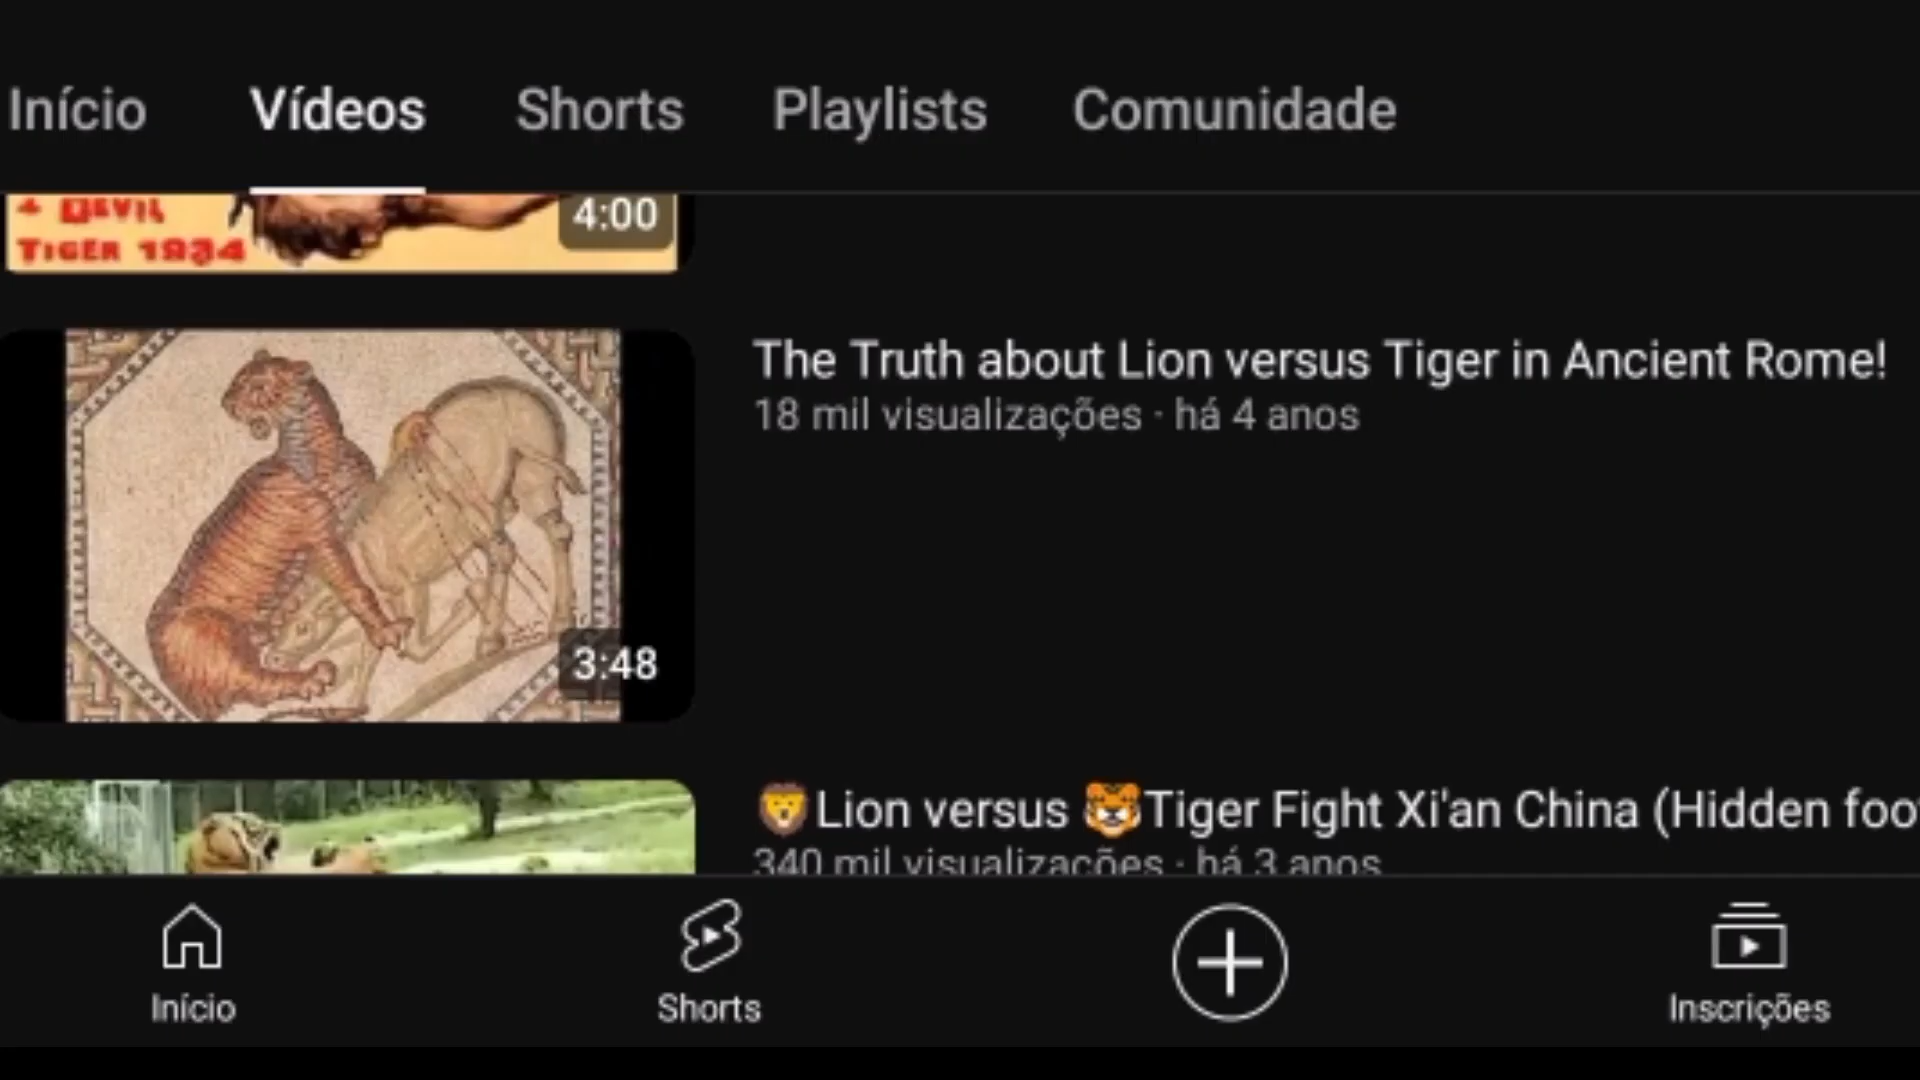 Início Vídeos Shorts Playlists Comunidade
& DEVIL
TIGER 1934
4:00
The Truth about Lion versus Tiger in Ancient Rome!
18 mil visualizações · há 4 anos
3:48
🦁Lion versus 🐯Tiger Fight Xi'an China (Hidden
340 mil visualizações · há 3 anos
Início Shorts Inscrições